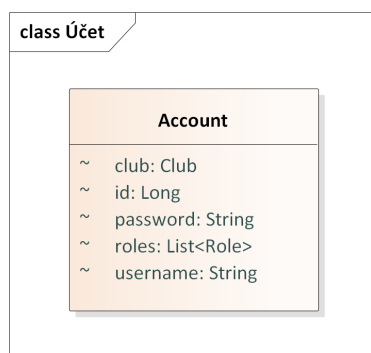 class Účet
Account
~ club: Club
~ id: Long
~ password: String
~ roles: List<Role>
~ username: String